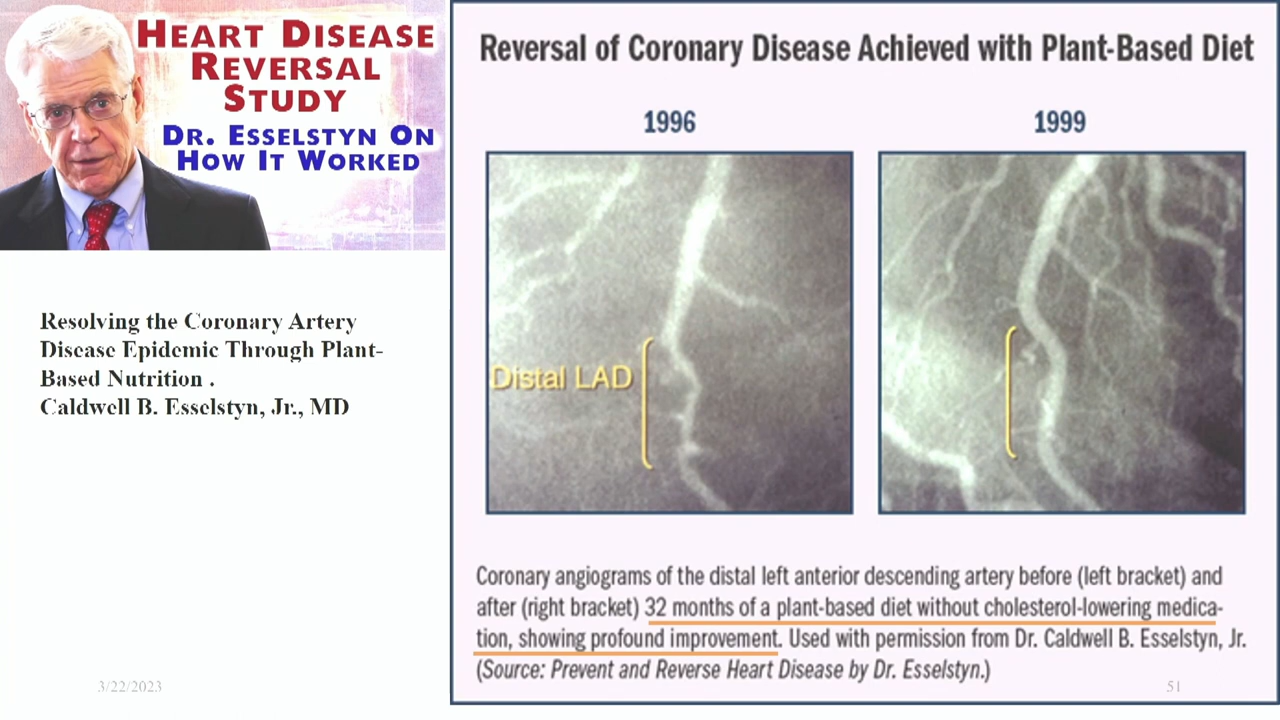 HEART DISEASE
REVERSAL
STUDY
DR. ESSELSTYN ON
HOW IT WORKED
Resolving the Coronary Artery
Disease Epidemic Through Plant-
Based Nutrition .
Caldwell B. Esselstyn, Jr., MD
3/22/2023
Reversal of Coronary Disease Achieved with Plant-Based Diet
1996
1999
Distal LAD
Coronary angiograms of the distal left anterior descending artery before (left bracket) and
after (right bracket) 32 months of a plant-based diet without cholesterol-lowering medica-
tion, showing profound improvement. Used with permission from Dr. Caldwell B. Esselstyn, Jr.
(Source: Prevent and Reverse Heart Disease by Dr. Esselstyn.)
51